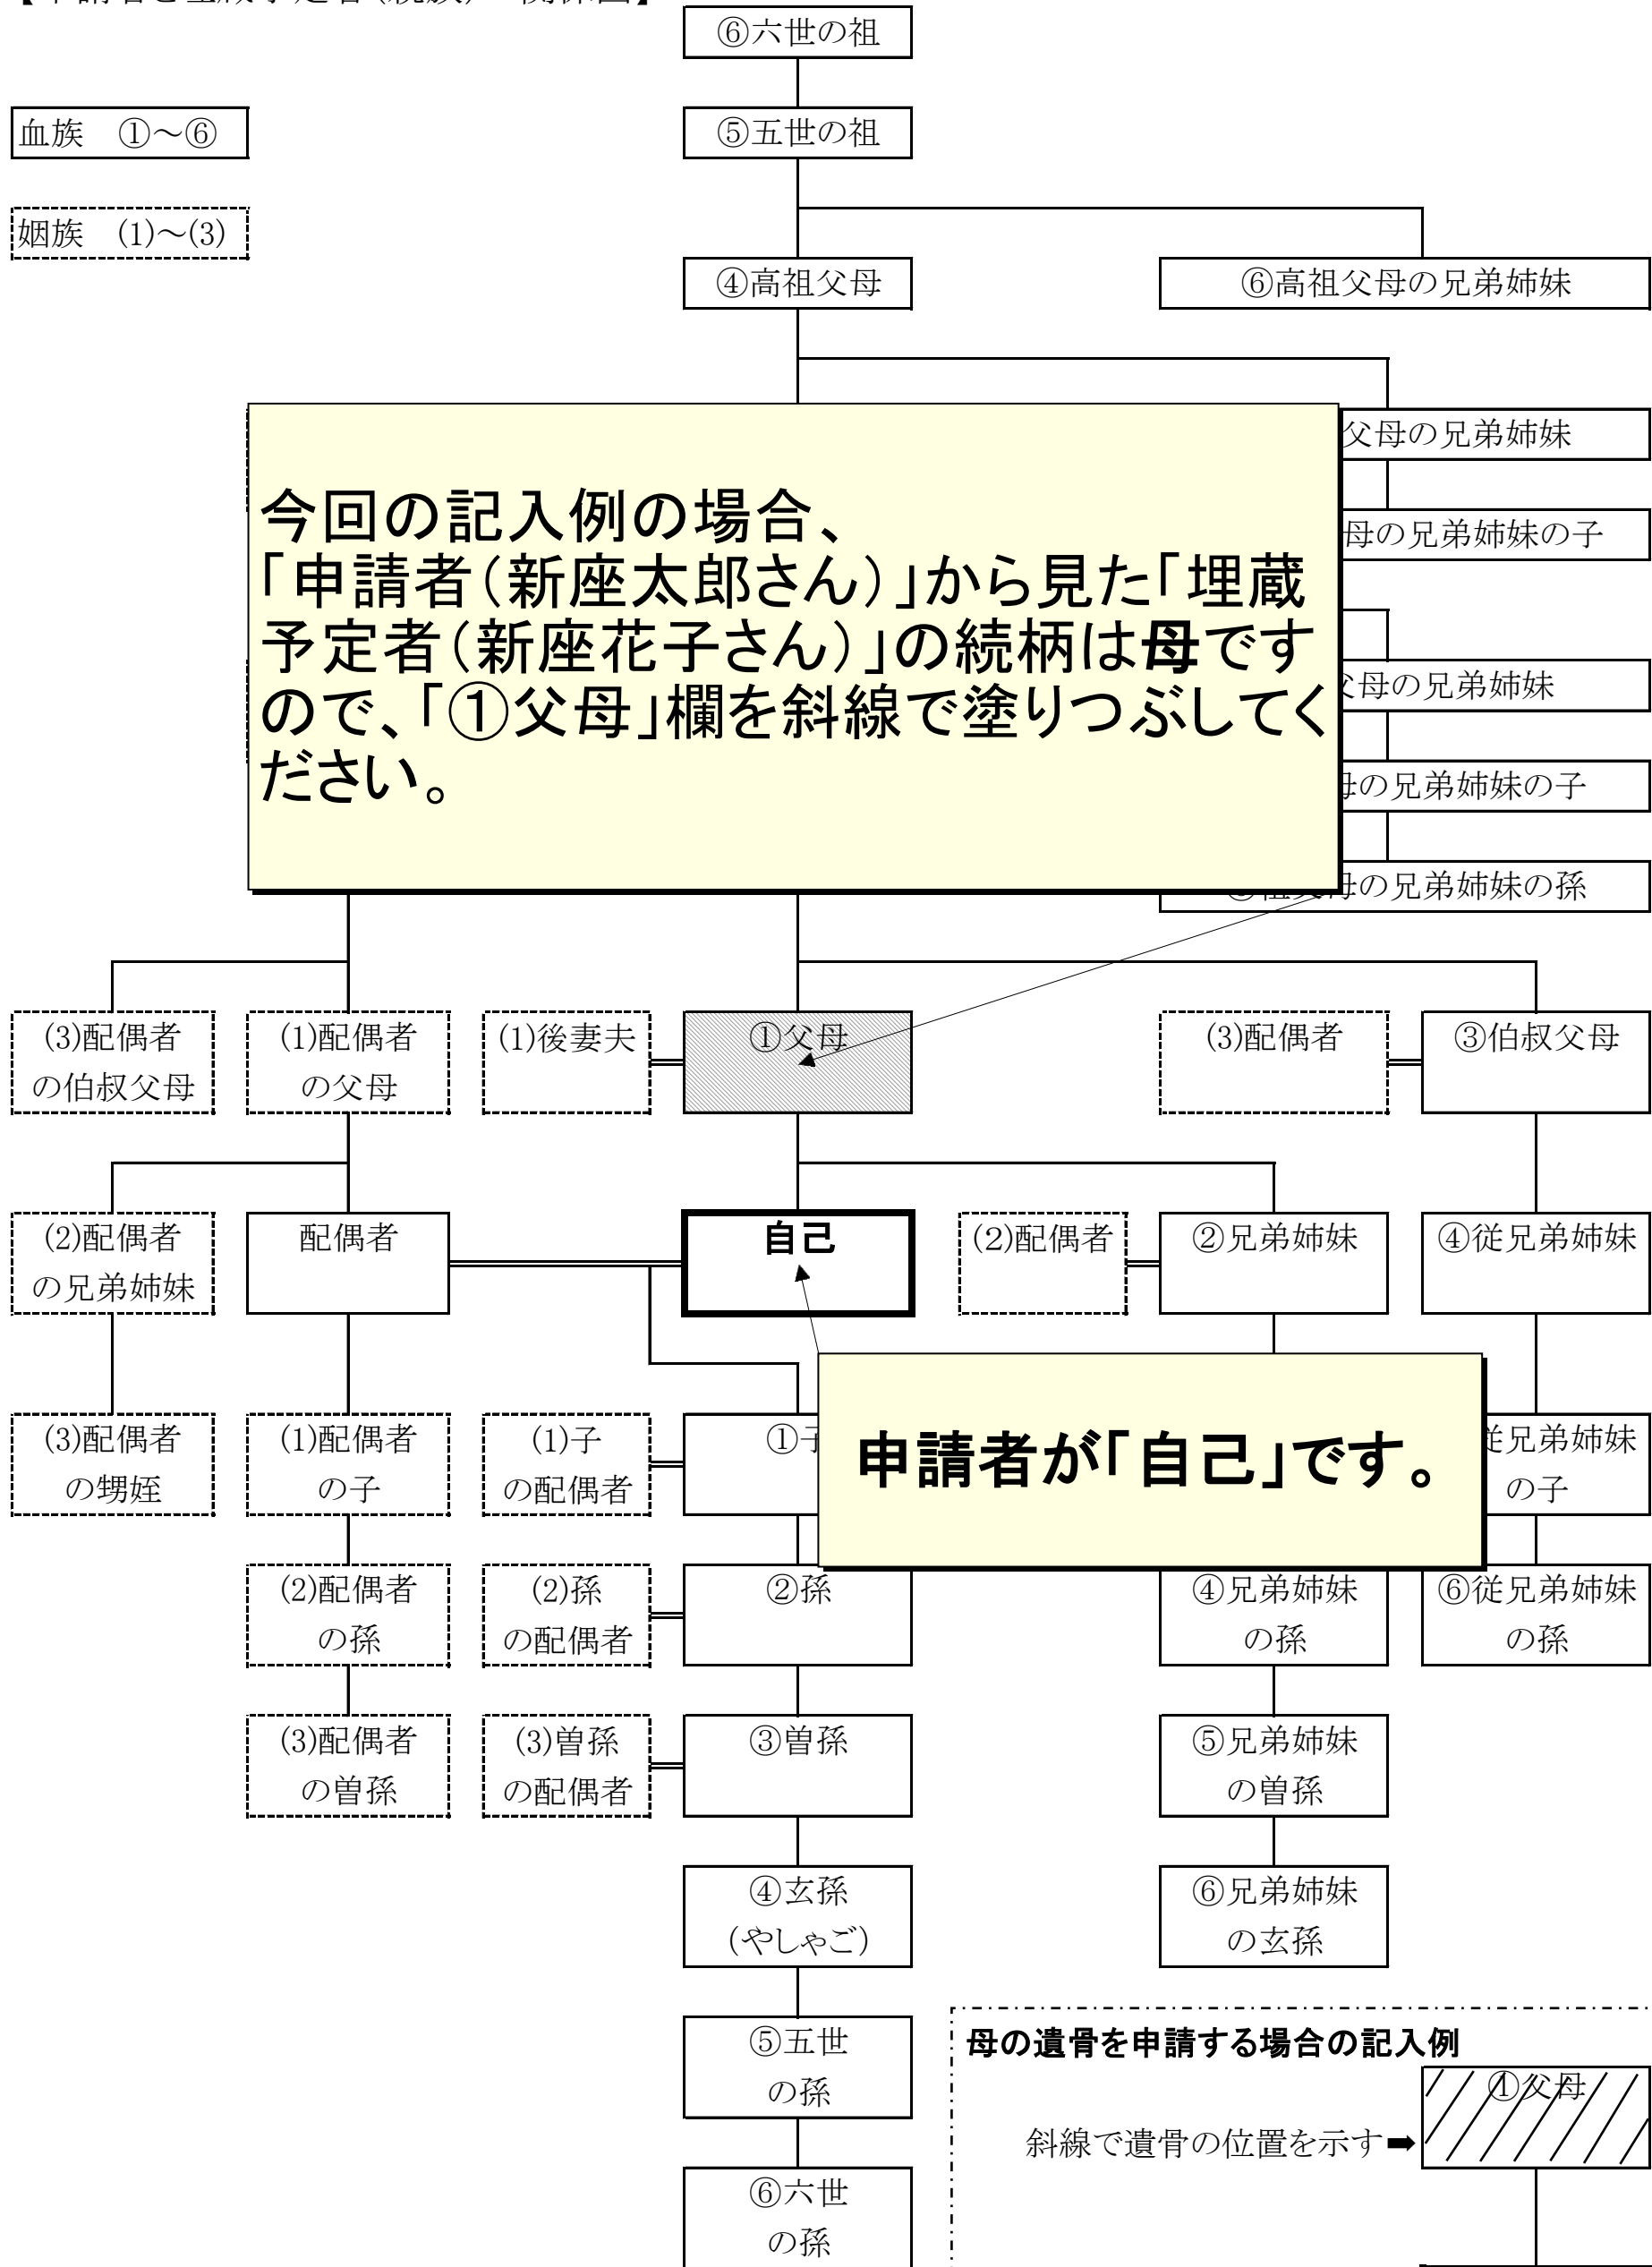 ⑥六世の祖
血族　①～⑥
⑤五世の祖
姻族　(1)～(3)
④高祖父母
⑥高祖父母の兄弟姉妹
父母の兄弟姉妹
母の兄弟姉妹の子
父母の兄弟姉妹
母の兄弟姉妹の子
母の兄弟姉妹の孫
今回の記入例の場合、
「申請者（新座太郎さん）」から見た「埋蔵
予定者（新座花子さん）」の続柄は母です
ので、「①父母」欄を斜線で塗りつぶしてく
ださい。
(3)配偶者
の伯叔父母
(1)配偶者
の父母
(1)後妻夫
①父母
(3)配偶者
③伯叔父母
(2)配偶者
の兄弟姉妹
配偶者
自己
(2)配偶者
②兄弟姉妹
④従兄弟姉妹
(3)配偶者
の甥姪
(1)配偶者
の子
(1)子
の配偶者
①子
申請者が「自己」です。
従兄弟姉妹
の子
(2)配偶者
の孫
(2)孫
の配偶者
②孫
④兄弟姉妹
の孫
⑥従兄弟姉妹
の孫
(3)配偶者
の曽孫
(3)曽孫
の配偶者
③曽孫
⑤兄弟姉妹
の曽孫
④玄孫
(やしゃご)
⑥兄弟姉妹
の玄孫
⑤五世
の孫
母の遺骨を申請する場合の記入例
①父母
斜線で遺骨の位置を示す➡
⑥六世
の孫